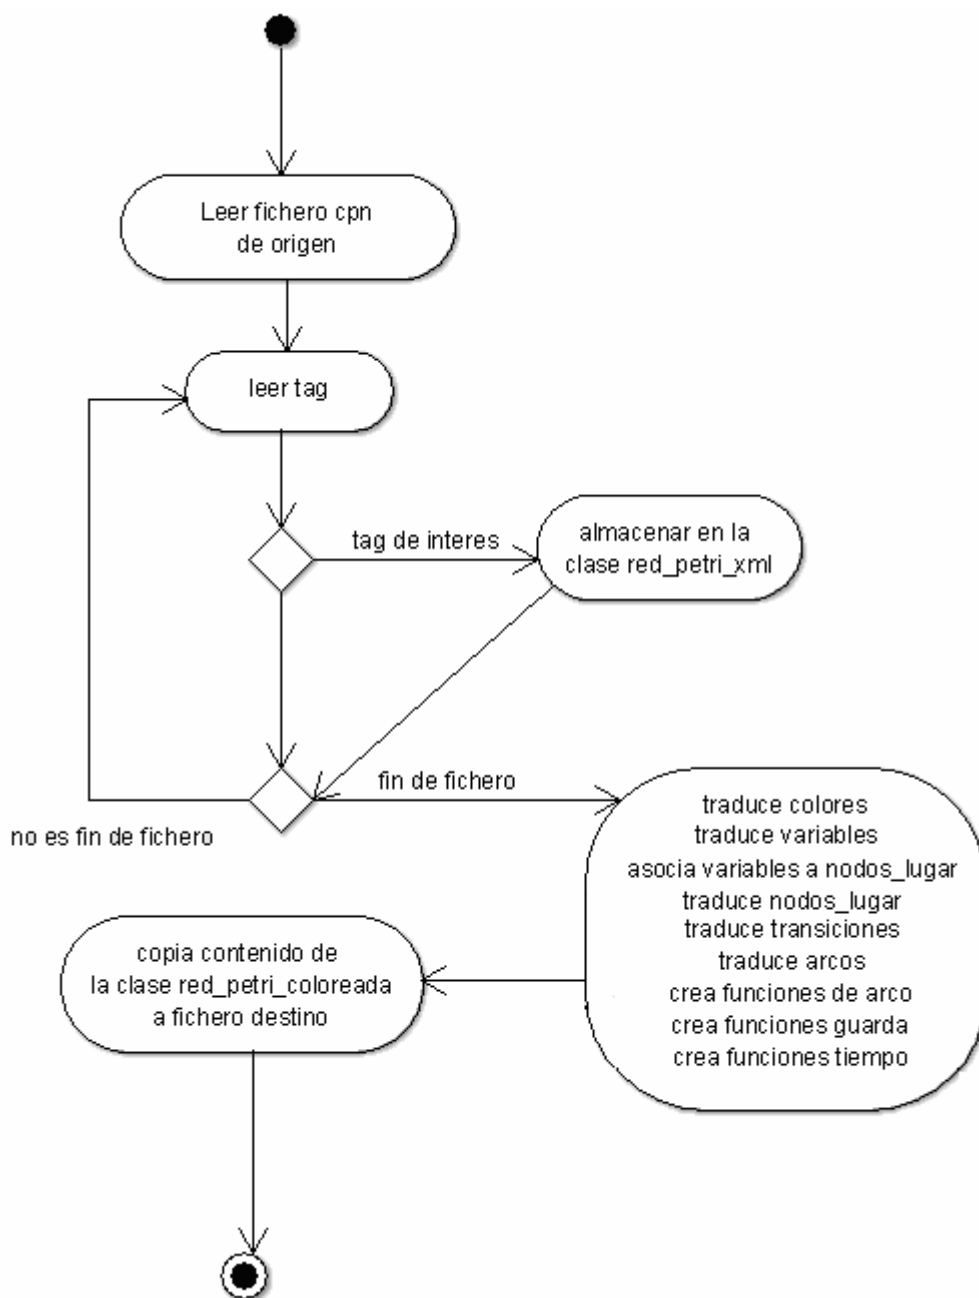 Leer fichero cpn
de origen
leer tag
tag de interes
almacenar en la
clase red_petri_xml
fin de fichero
no es fin de fichero
traduce colores
traduce variables
asocia variables a nodos_lugar
traduce nodos_lugar
traduce transiciones
traduce arcos
crea funciones de arco
crea funciones guarda
crea funciones tiempo
copia contenido de
la clase red_petri_coloreada
a fichero destino